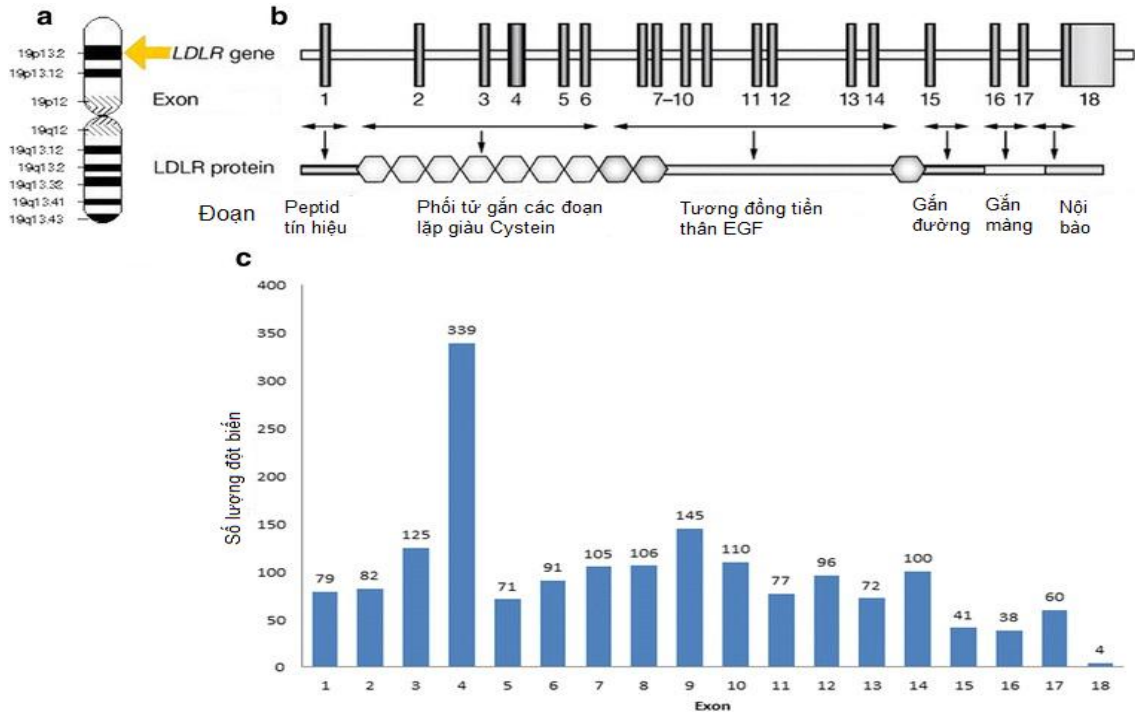 a
19p13:2
19p13.12
19p12
19q12
19q13:12
19q13:2
19q13:32
19q13:41
19q13:43
LDLR gene
Exon
LDLR protein
Đoạn
b
1 2 3 4 5 6 7–10 11 12 13 14 15 16 17 18
Peptid
tín hiệu
Phối tử gắn các đoạn
lặp giàu Cystein
Tương đồng tiền
thân EGF
Gắn
đường
Gắn
màng
Nội
bào
c
Số lượng đột biến
400
350
300
250
200
150
100
50
0
79 82 125 339 71 91 105 106 145 110 77 96 72 100 41 38 60 4
1 2 3 4 5 6 7 8 9 10 11 12 13 14 15 16 17 18
Exon